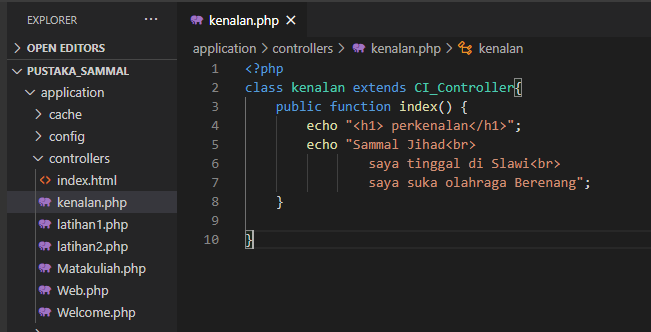 EXPLORER
OPEN EDITORS
PUSTAKA_SAMMAL
application
cache
config
controllers
index.html
kenalan.php
latihan1.php
latihan2.php
Matakuliah.php
Web.php
Welcome.php
kenalan.php
application > controllers > kenalan.php > kenalan
1 <?php
2 class kenalan extends CI_Controller{
3     public function index() {
4         echo "<h1> perkenalan</h1>";
5         echo "Sammal Jihad<br>
6                 saya tinggal di Slawi<br>
7                 saya suka olahraga Berenang";
8     }
9
10 }